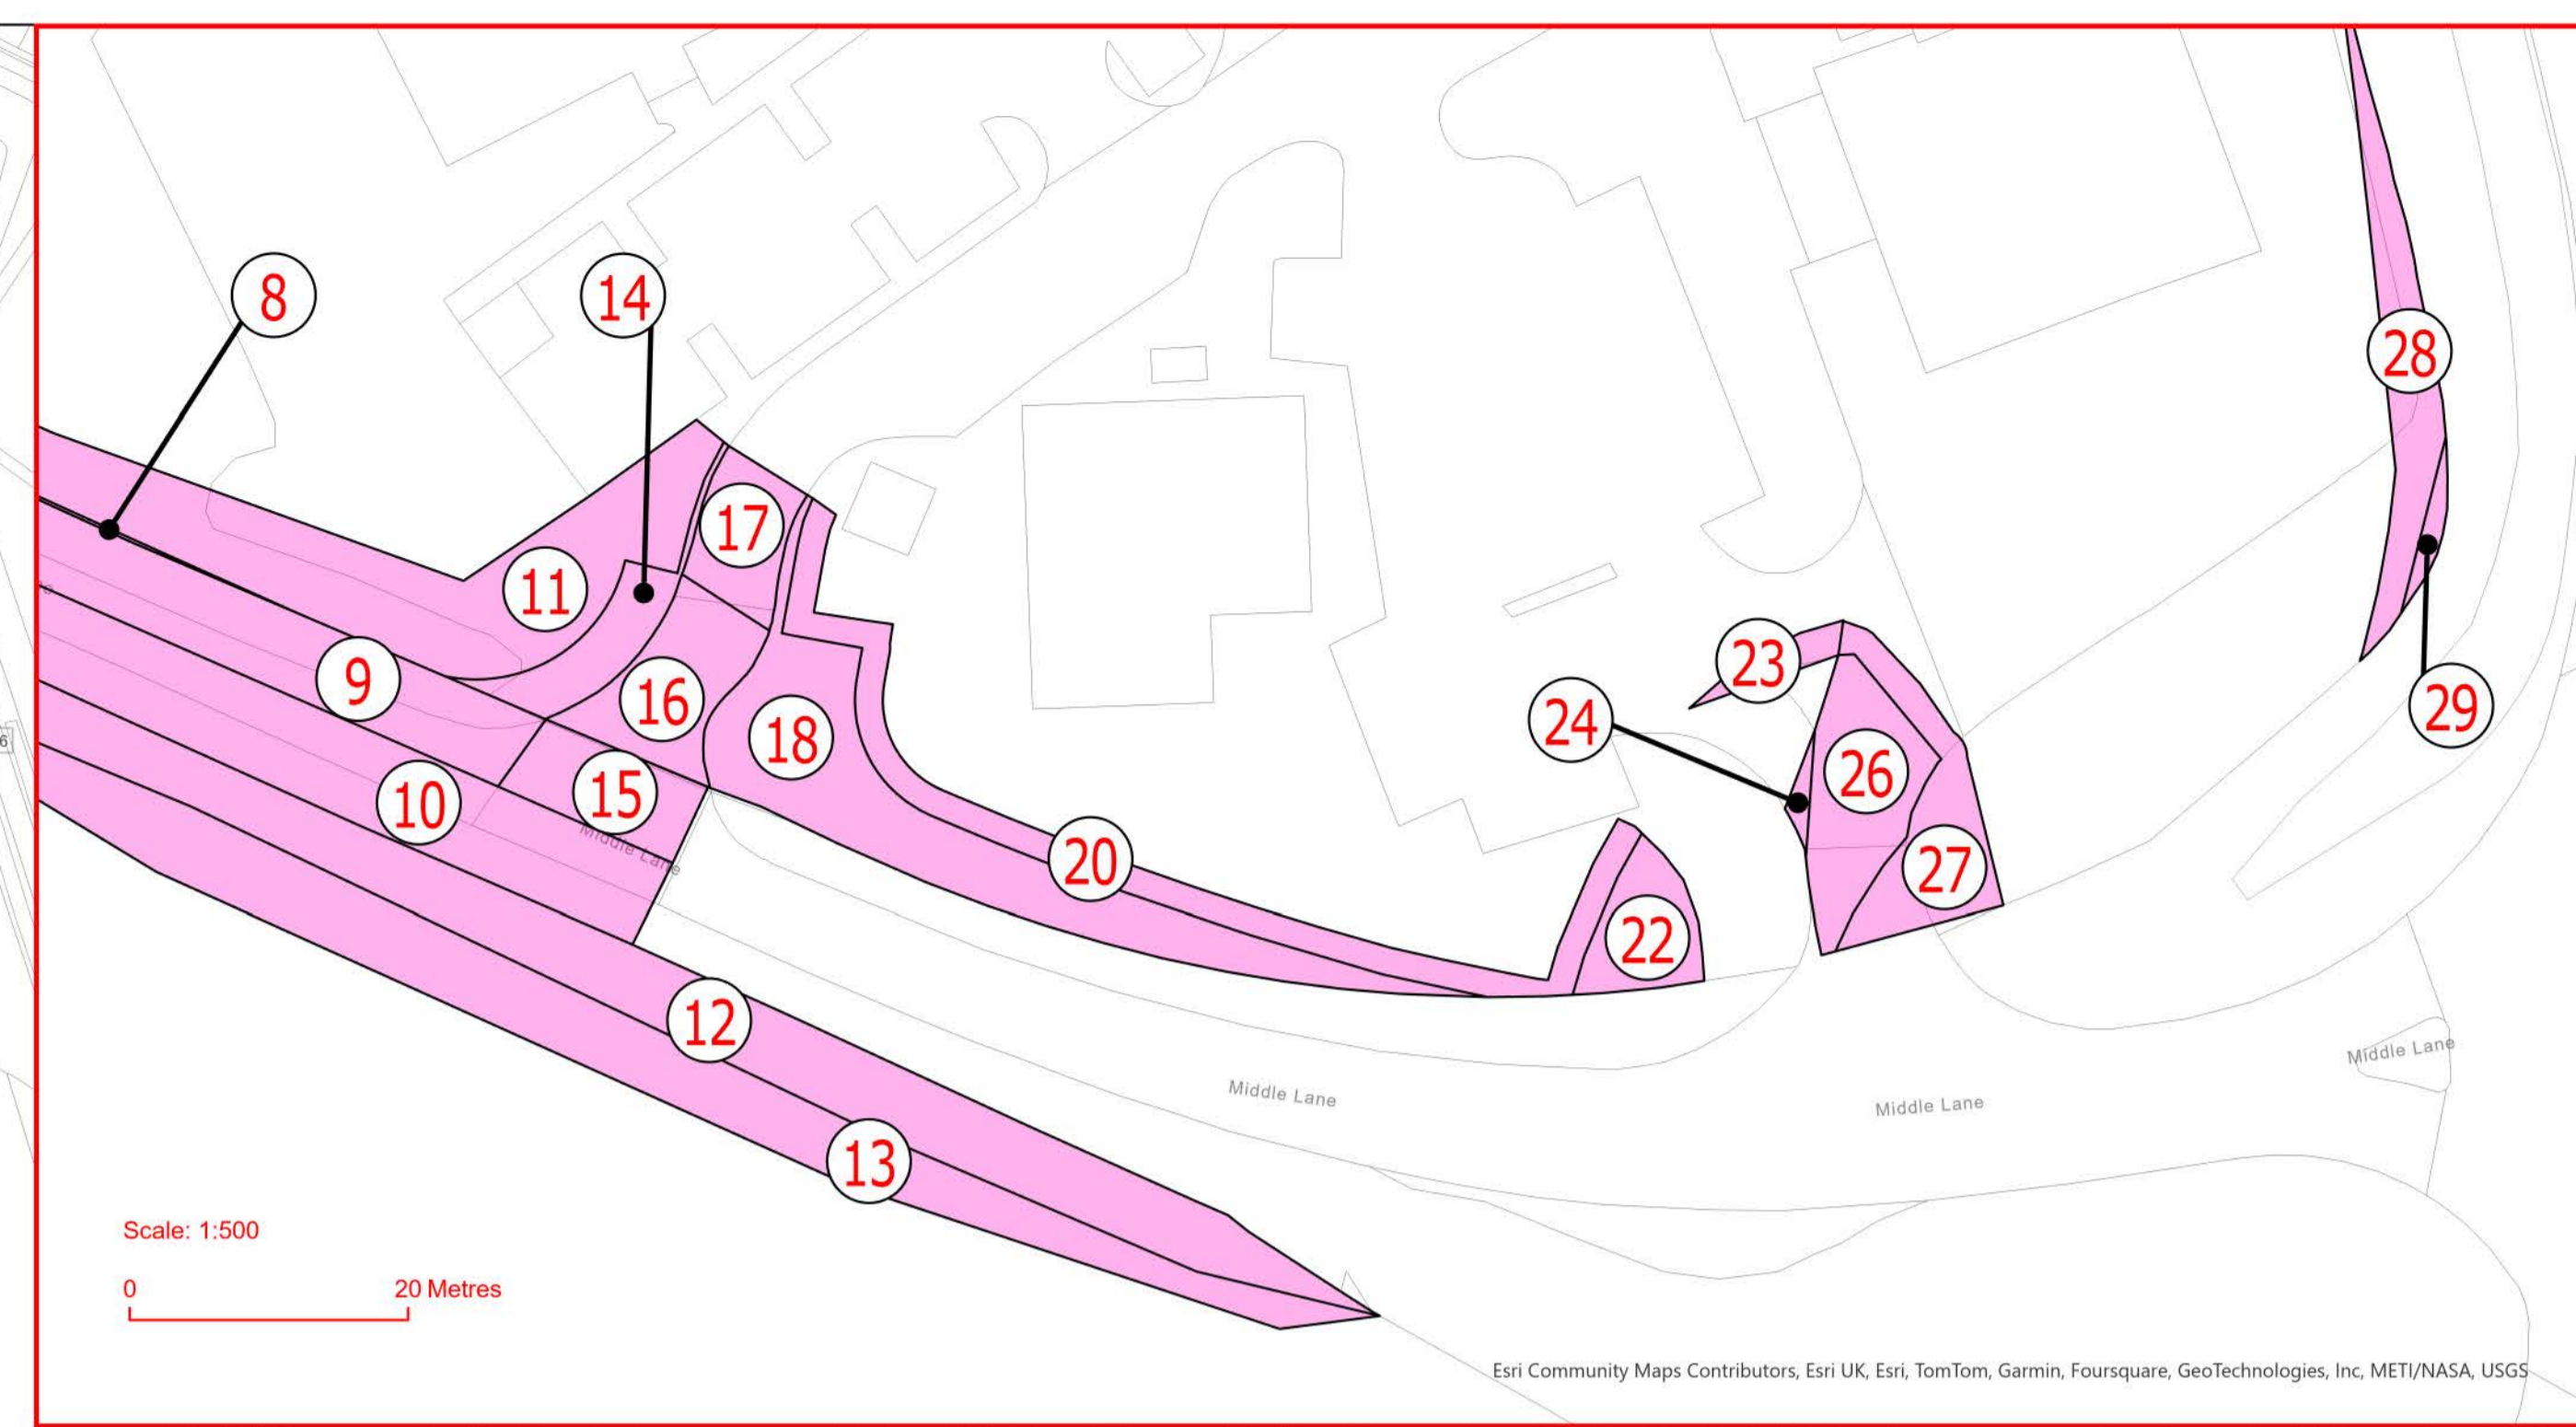 8
14
28
17
11
23
9
16
24
29
18
26
15
10
Middle Lane
20
27
22
12
13
Middle Lane
Middle Lane
Middle Lane
6
Scale: 1:500
0 20 Metres
Esri Community Maps Contributors, Esri UK, Esri, TomTom, Garmin, Foursquare, GeoTechnologies, Inc, METI/NASA, USGS